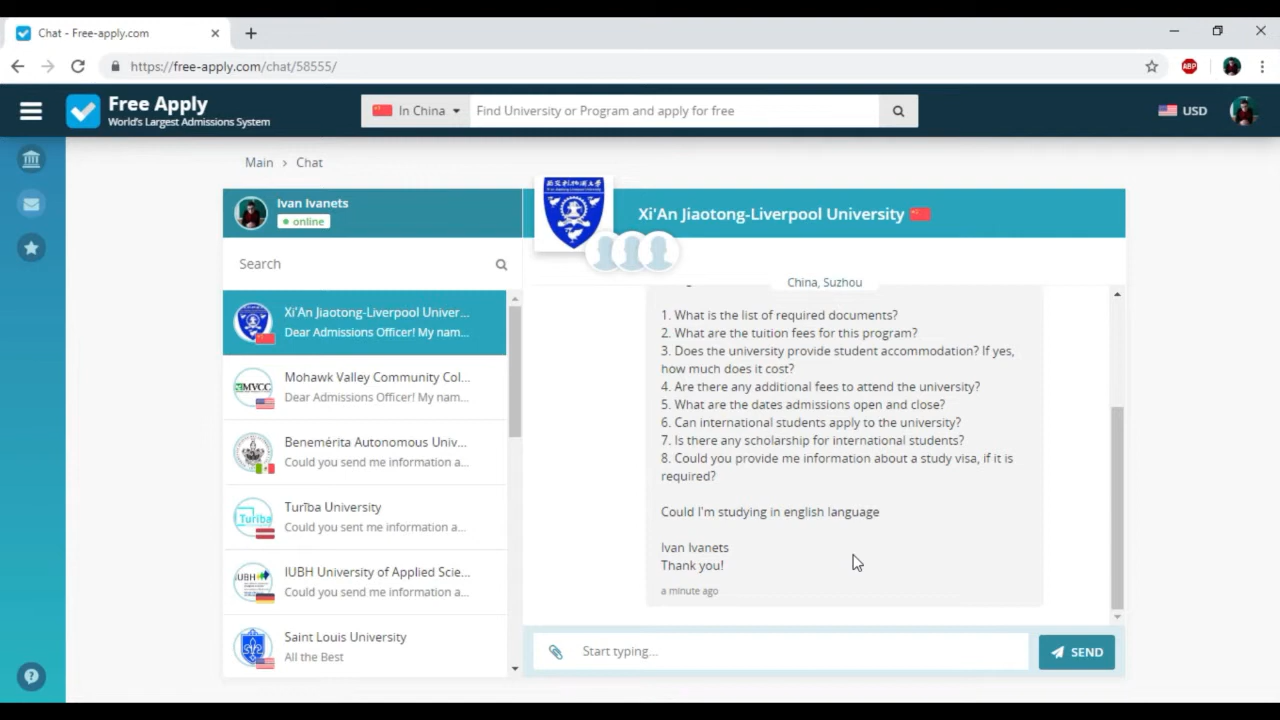 Chat - Free-apply.com
https://free-apply.com/chat/58555/
ABP
Free Apply
World's Largest Admissions System
In China
Find University or Program and apply for free
USD
Main > Chat
Ivan Ivanets
online
Search
Xi'An Jiaotong-Liverpool Univer...
Dear Admissions Officer! My nam...
MVCC
Mohawk Valley Community Col...
Dear Admissions Officer! My nam...
Benemérita Autonomous Univ...
Could you send me information a...
Turiba
Turība University
Could you sent me information a...
IUBH
IUBH University of Applied Scie...
Could you send me information a...
Saint Louis University
All the Best
Xi'An Jiaotong-Liverpool University
China, Suzhou
1. What is the list of required documents?
2. What are the tuition fees for this program?
3. Does the university provide student accommodation? If yes,
how much does it cost?
4. Are there any additional fees to attend the university?
5. What are the dates admissions open and close?
6. Can international students apply to the university?
7. Is there any scholarship for international students?
8. Could you provide me information about a study visa, if it is
required?
Could I'm studying in english language
Ivan Ivanets
Thank you!
a minute ago
Start typing...
SEND